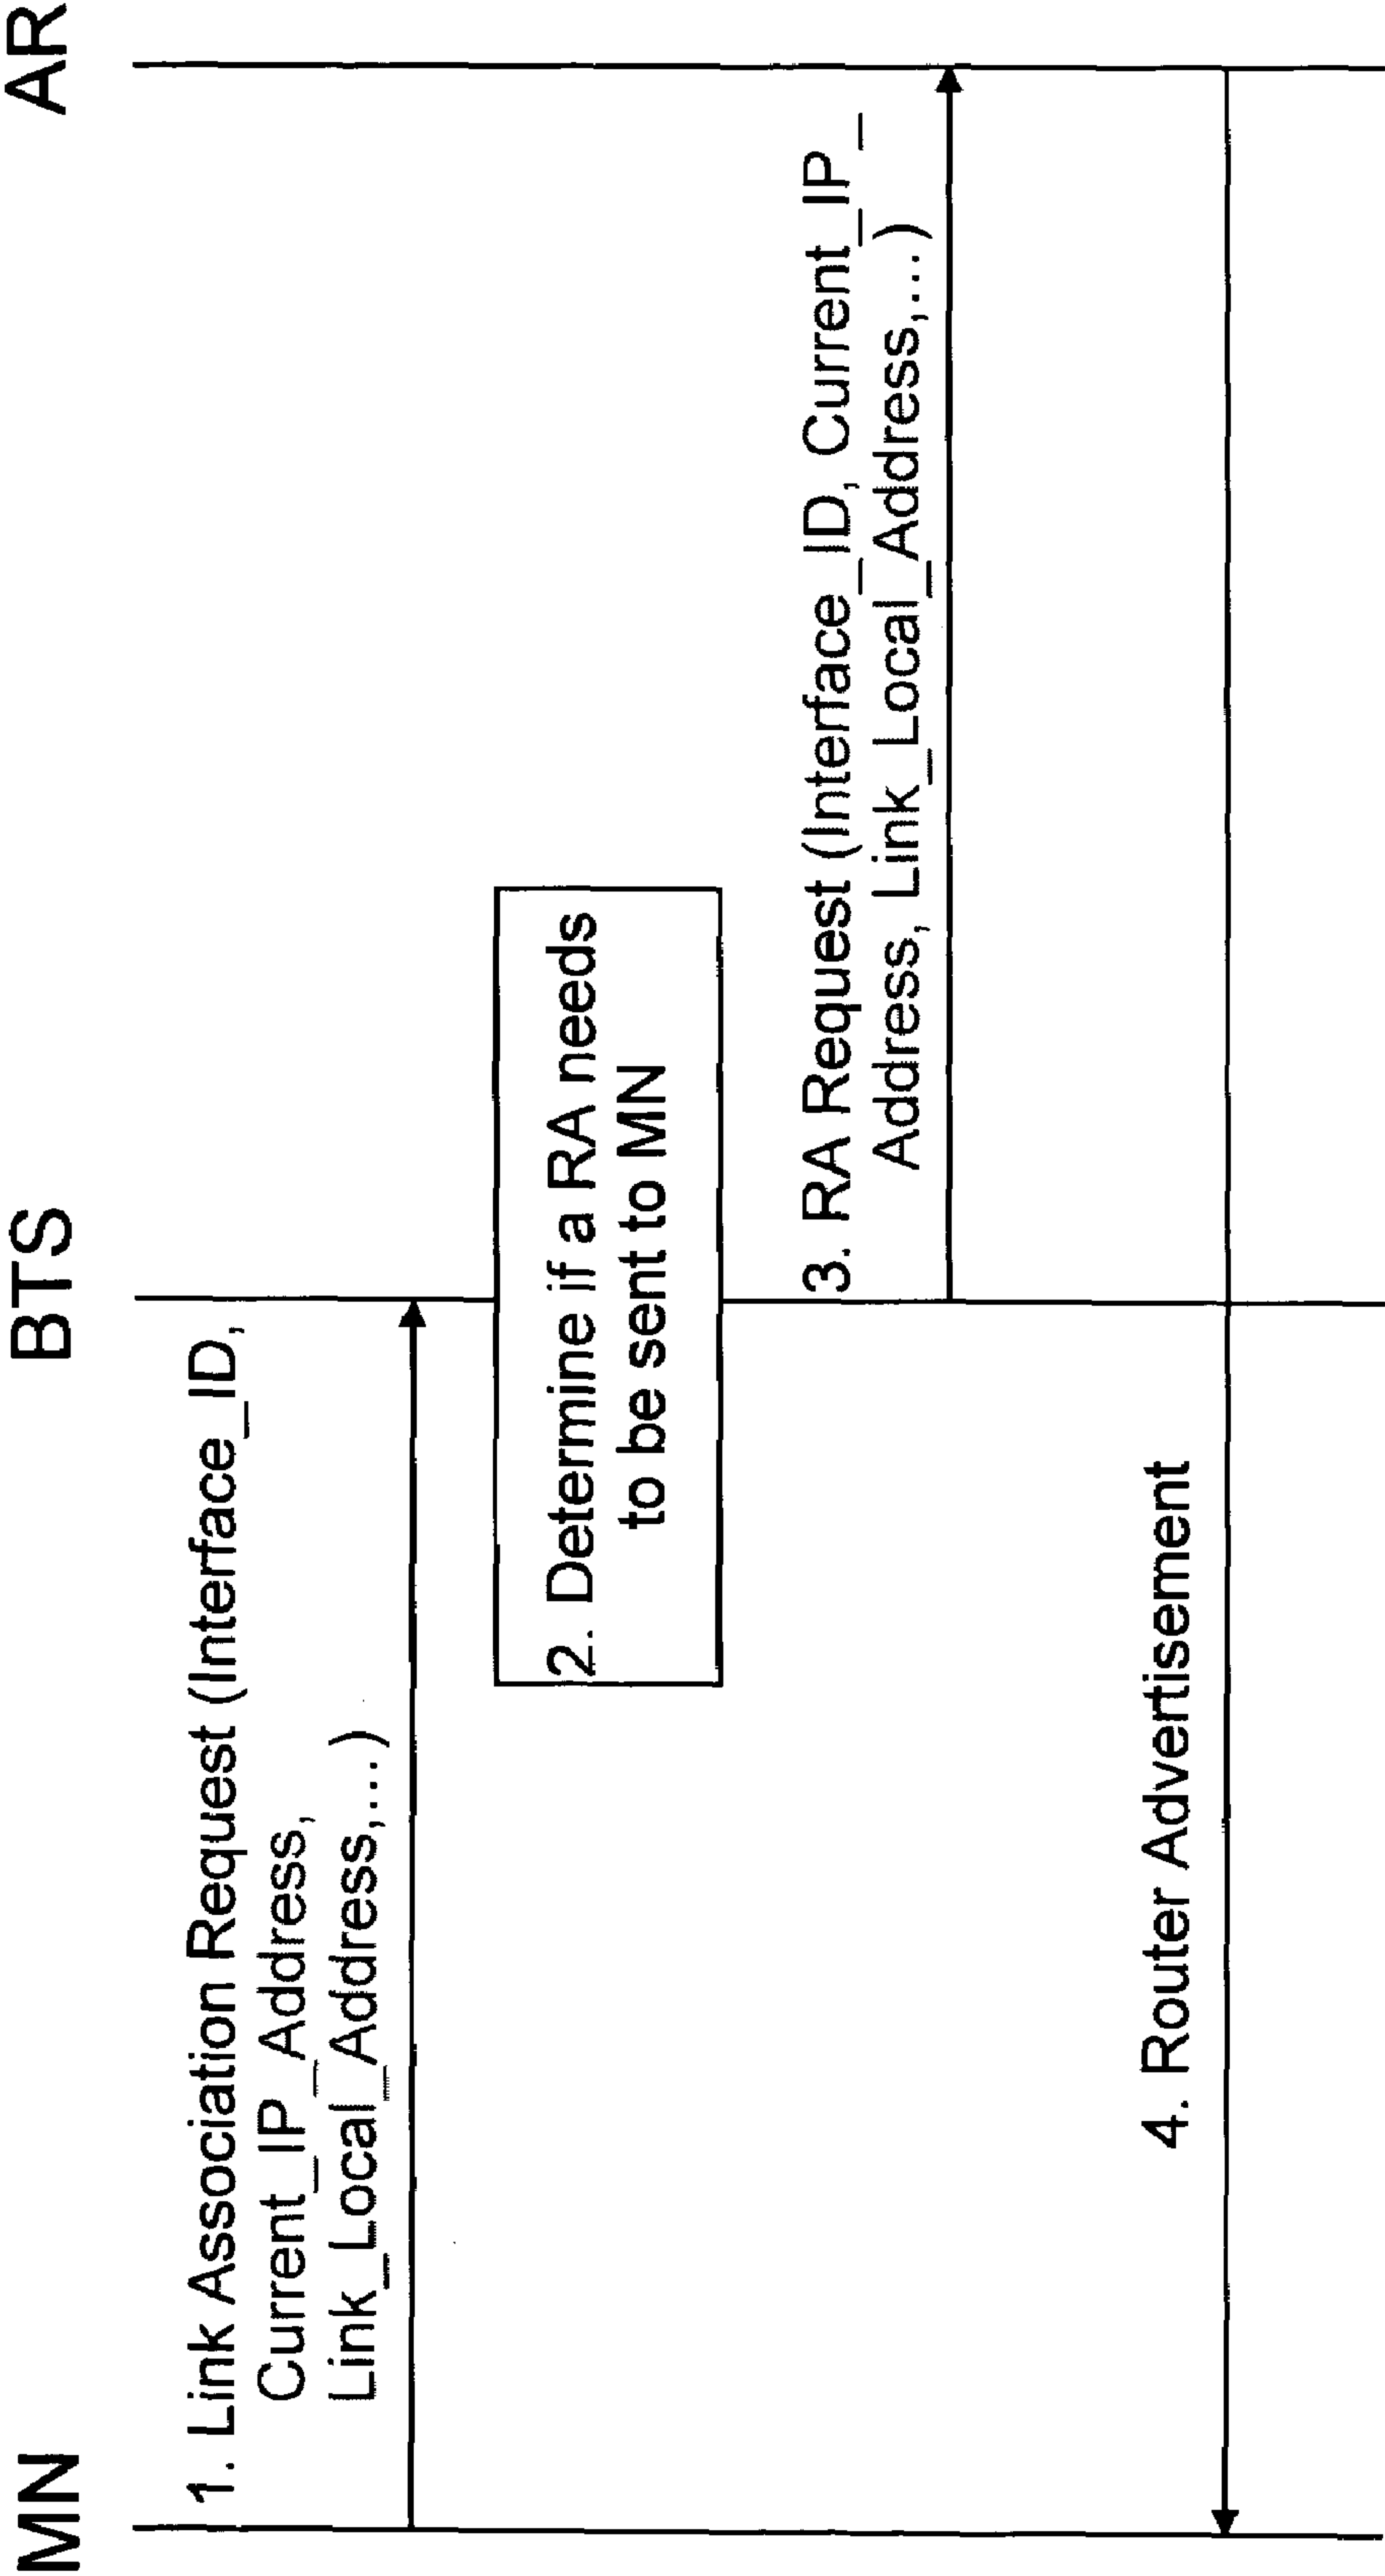 MN
BTS
AR
1. Link Association Request (Interface_ID,
Current_IP_Address,
Link_Local_Address,...)
2. Determine if a RA needs
to be sent to MN
3. RA Request (Interface_ID, Current_IP_
Address, Link_Local_Address,...)
4. Router Advertisement